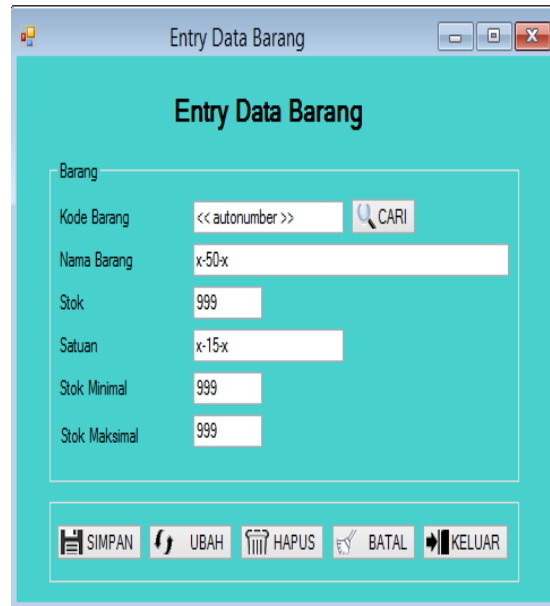 Entry Data Barang
Entry Data Barang
Barang
Kode Barang << autonumber >> CARI
Nama Barang x-50-x
Stok 999
Satuan x-15-x
Stok Minimal 999
Stok Maksimal 999
SIMPAN UBAH HAPUS BATAL KELUAR